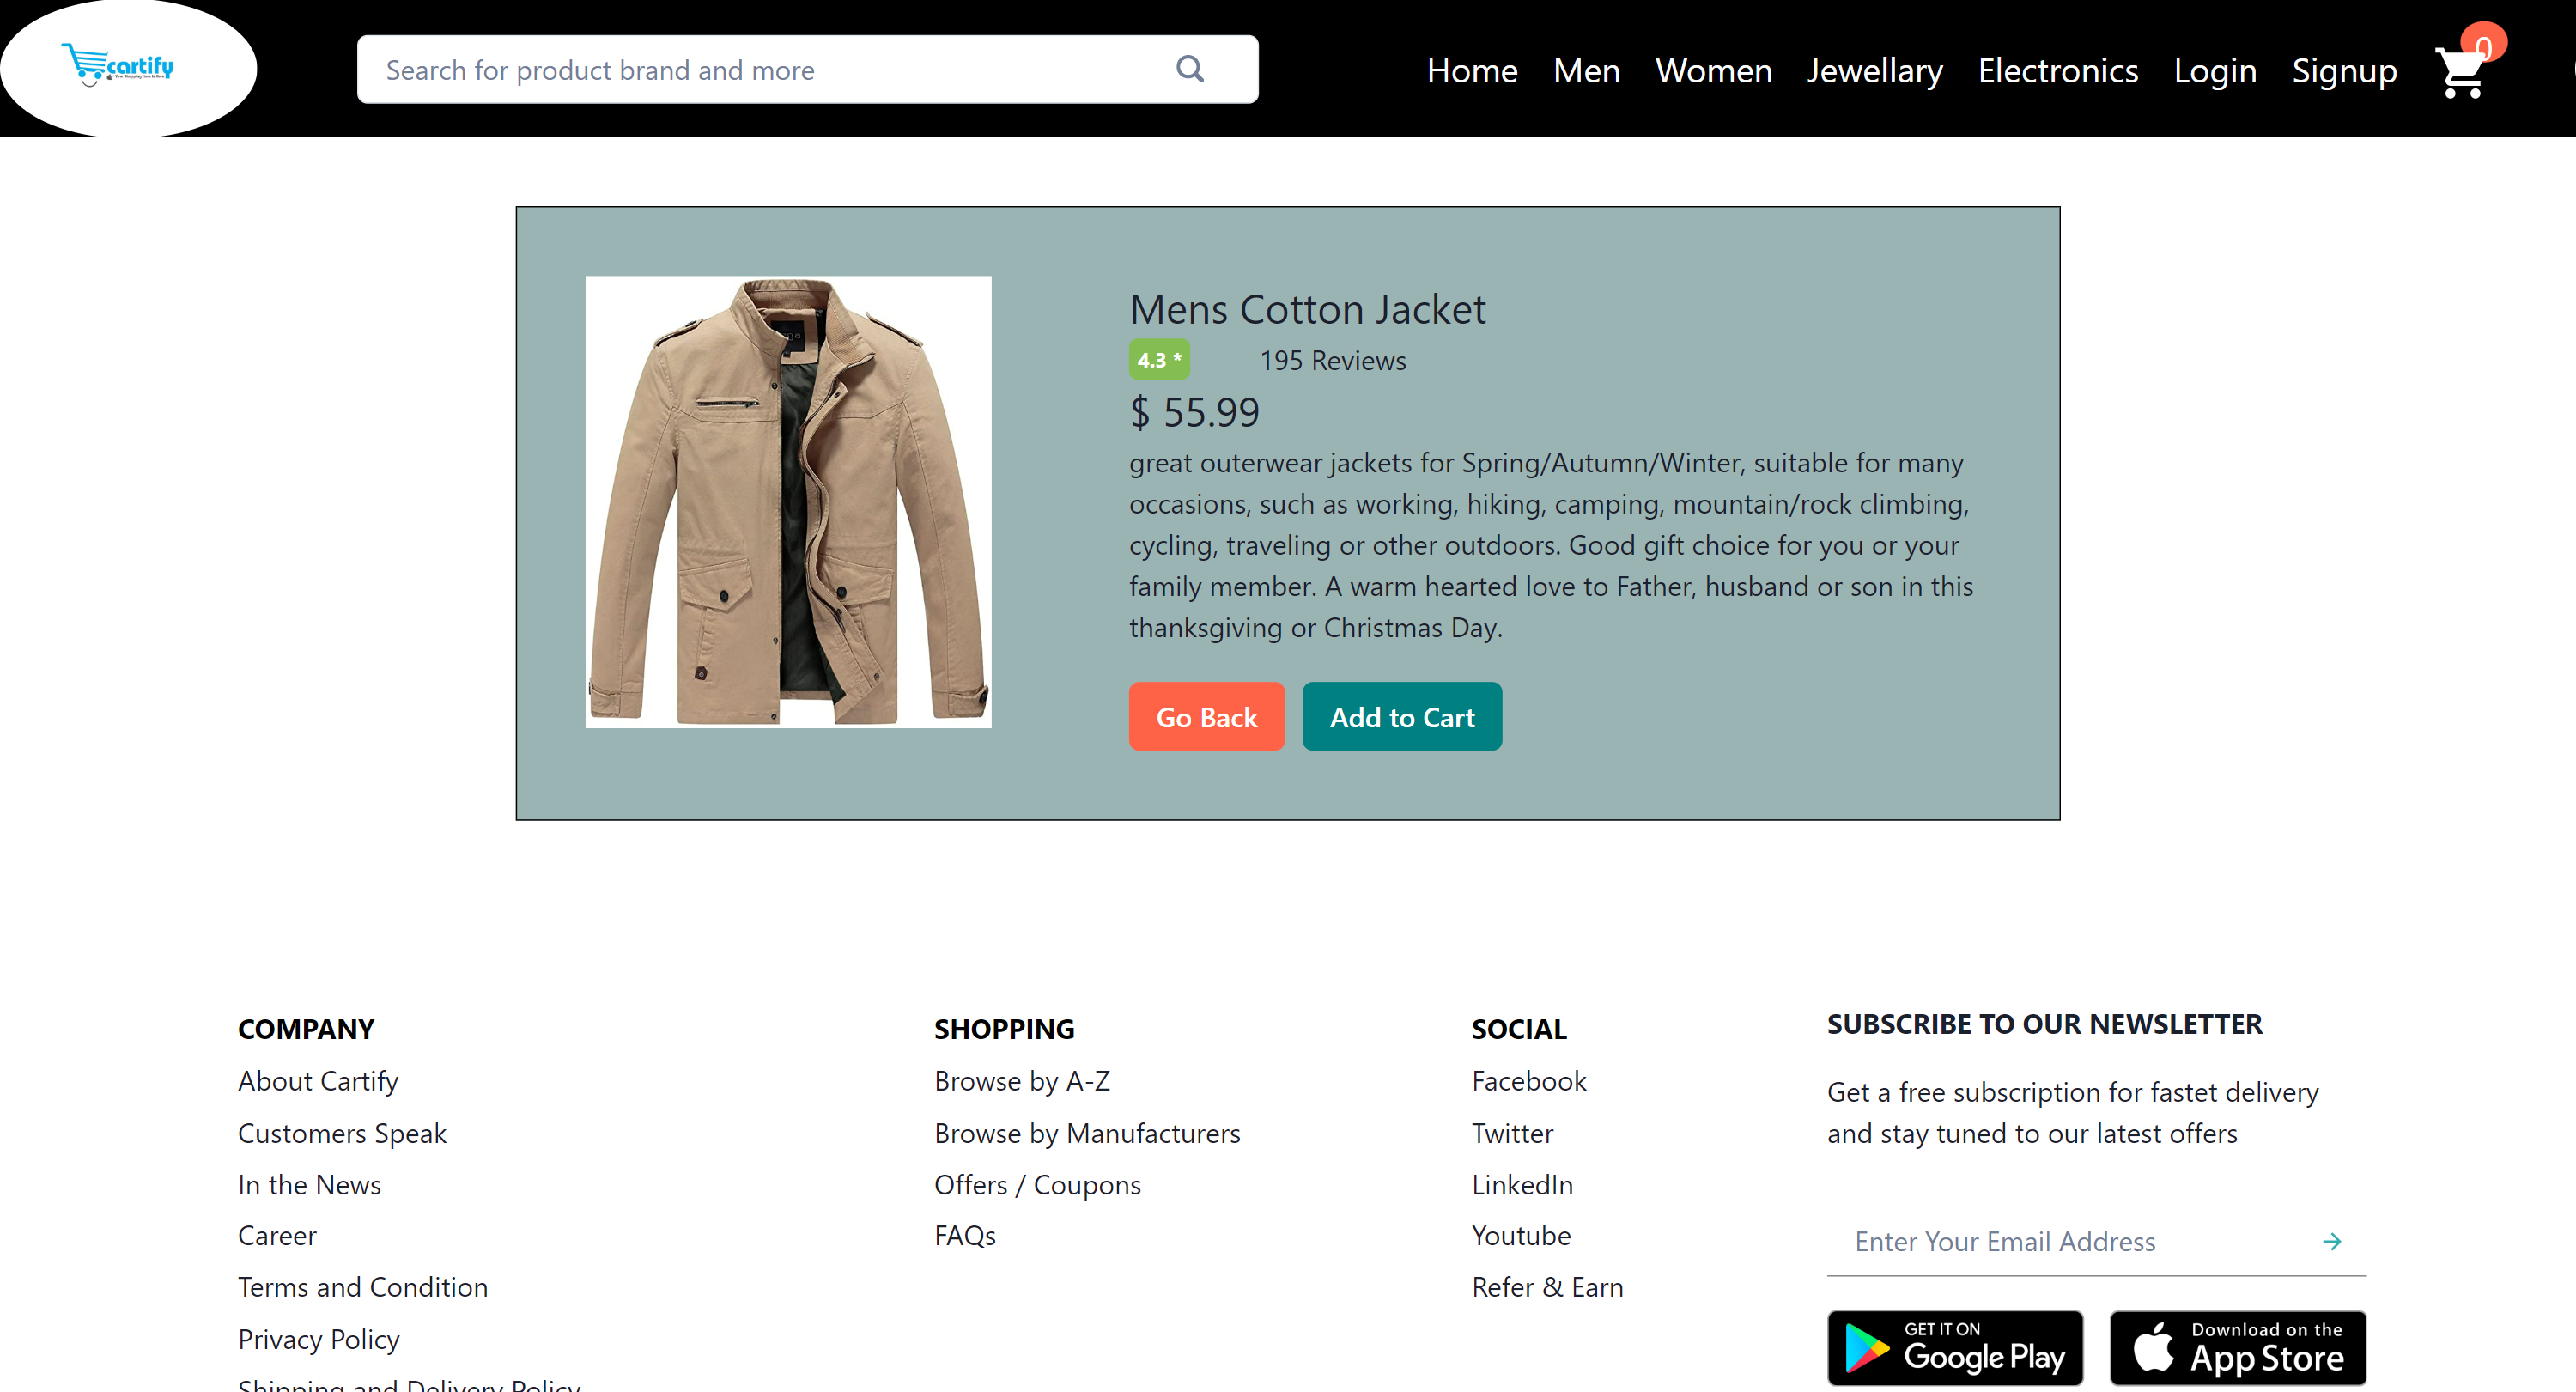 cartify
Search for product brand and more
Home Men Women Jewellary Electronics Login Signup
0
Mens Cotton Jacket
4.3 * 195 Reviews
$ 55.99
great outerwear jackets for Spring/Autumn/Winter, suitable for many
occasions, such as working, hiking, camping, mountain/rock climbing,
cycling, traveling or other outdoors. Good gift choice for you or your
family member. A warm hearted love to Father, husband or son in this
thanksgiving or Christmas Day.
Go Back Add to Cart
COMPANY
About Cartify
Customers Speak
In the News
Career
Terms and Condition
Privacy Policy
Shipping and Delivery Policy
SHOPPING
Browse by A-Z
Browse by Manufacturers
Offers / Coupons
FAQs
SOCIAL
Facebook
Twitter
LinkedIn
Youtube
Refer & Earn
SUBSCRIBE TO OUR NEWSLETTER
Get a free subscription for fastet delivery
and stay tuned to our latest offers
Enter Your Email Address
GET IT ON
Google Play
Download on the
App Store